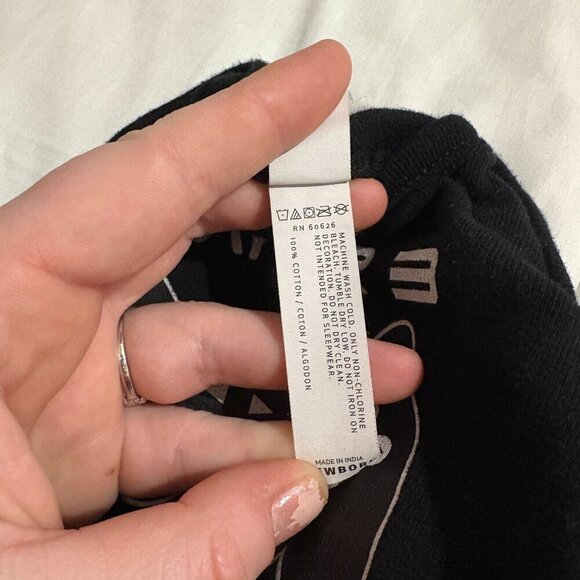 RN 60626
MACHINE WASH COLD. ONLY NON-CHLORINE
BLEACH. TUMBLE DRY LOW. DO NOT IRON ON
DECORATION. DO NOT DRY CLEAN.
NOT INTENDED FOR SLEEPWEAR.
100% COTTON / COTON / ALGODON
MADE IN INDIA
WBOR